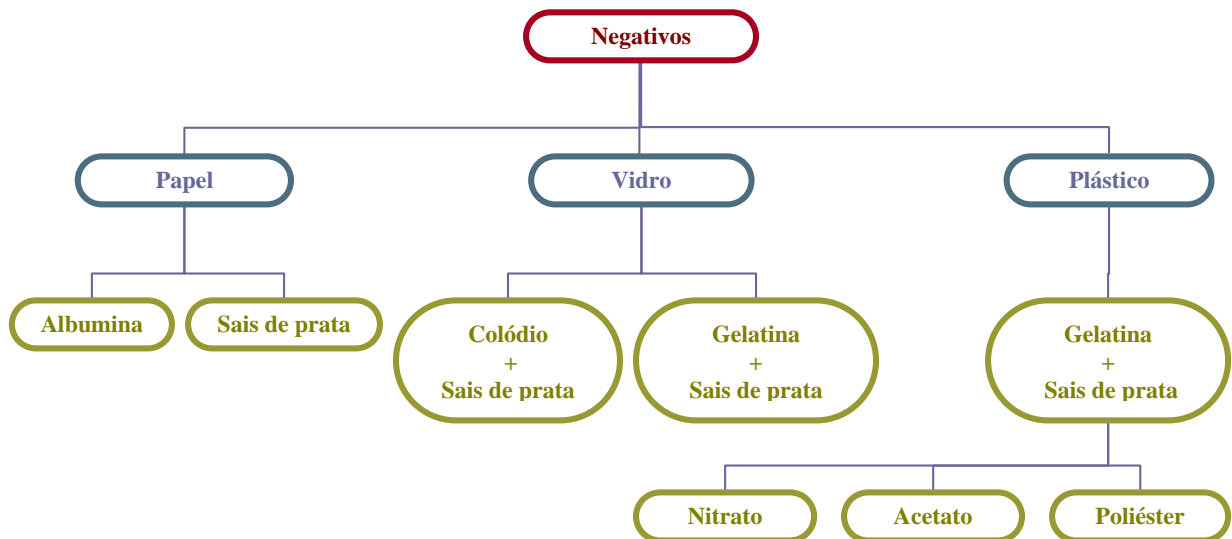 Negativos
Papel
Vidro
Plástico
Albumina
Sais de prata
Colódio
+
Sais de prata
Gelatina
+
Sais de prata
Gelatina
+
Sais de prata
Nitrato
Acetato
Poliéster